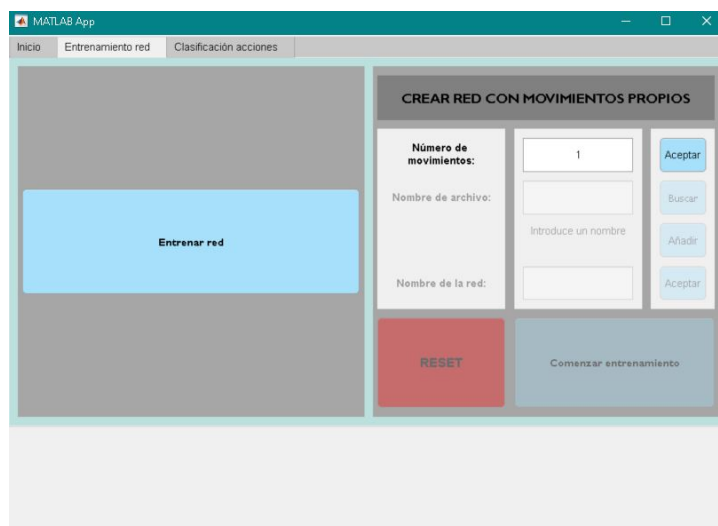 MATLAB App
Inicio Entrenamiento red Clasificación acciones
Entrenar red
CREAR RED CON MOVIMIENTOS PROPIOS
Número de
movimientos:
1
Aceptar
Nombre de archivo:
Buscar
Introduce un nombre
Añadir
Nombre de la red:
Aceptar
RESET
Comenzar entrenamiento